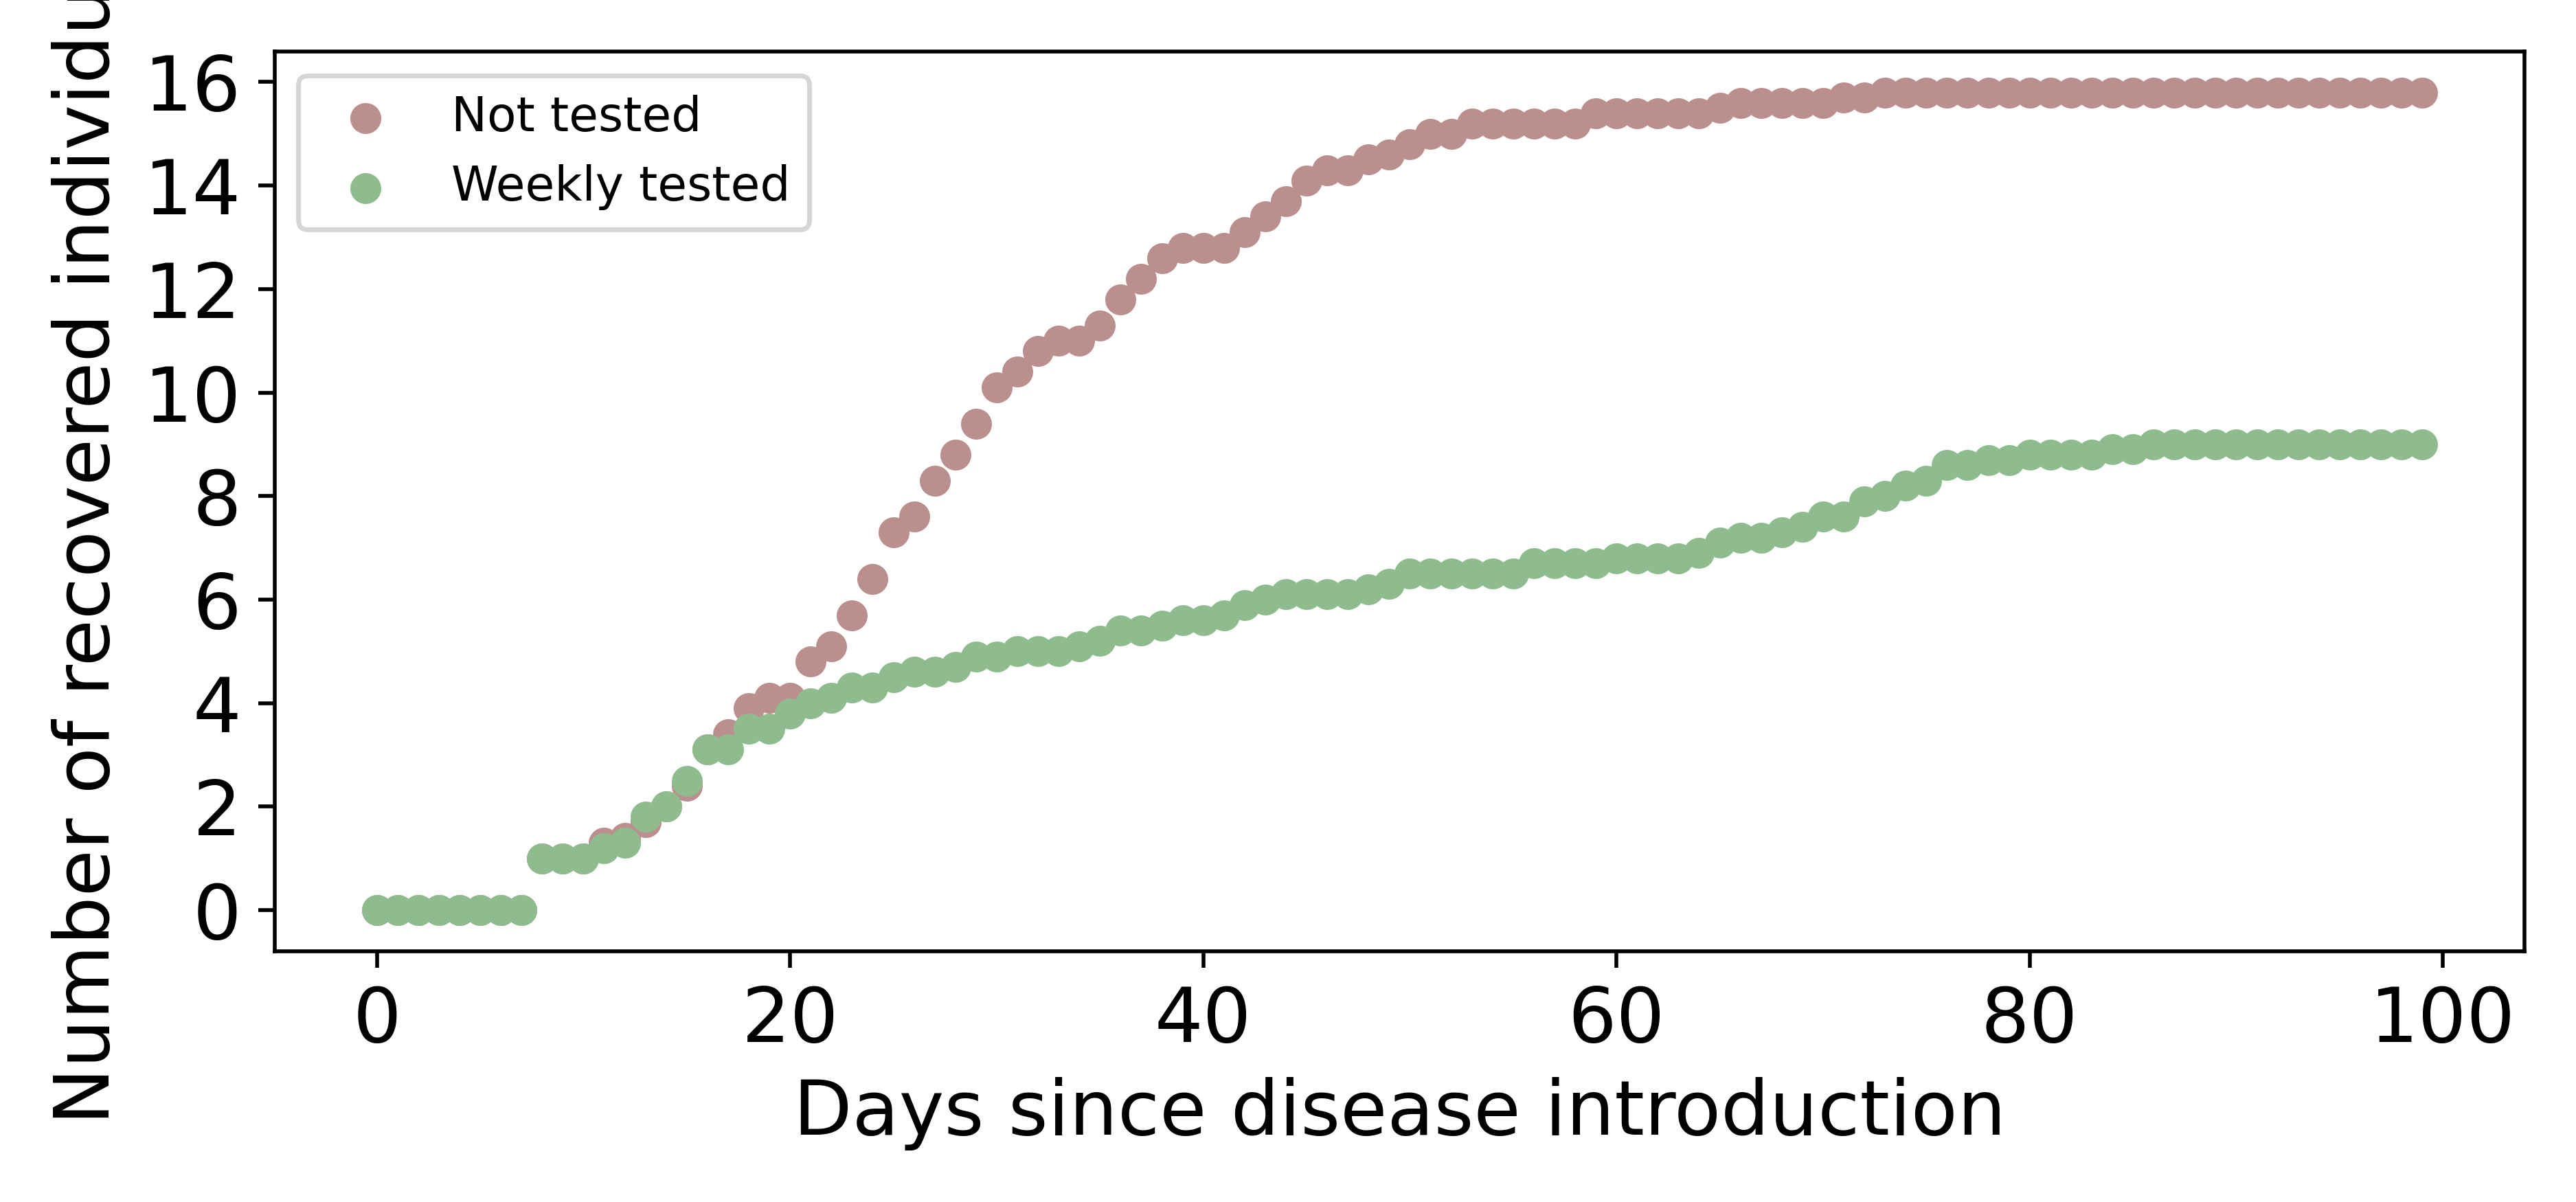 Number of recovered individu
16
14
12
10
8
6
4
2
0
Not tested
Weekly tested
0 20 40 60 80 100
Days since disease introduction